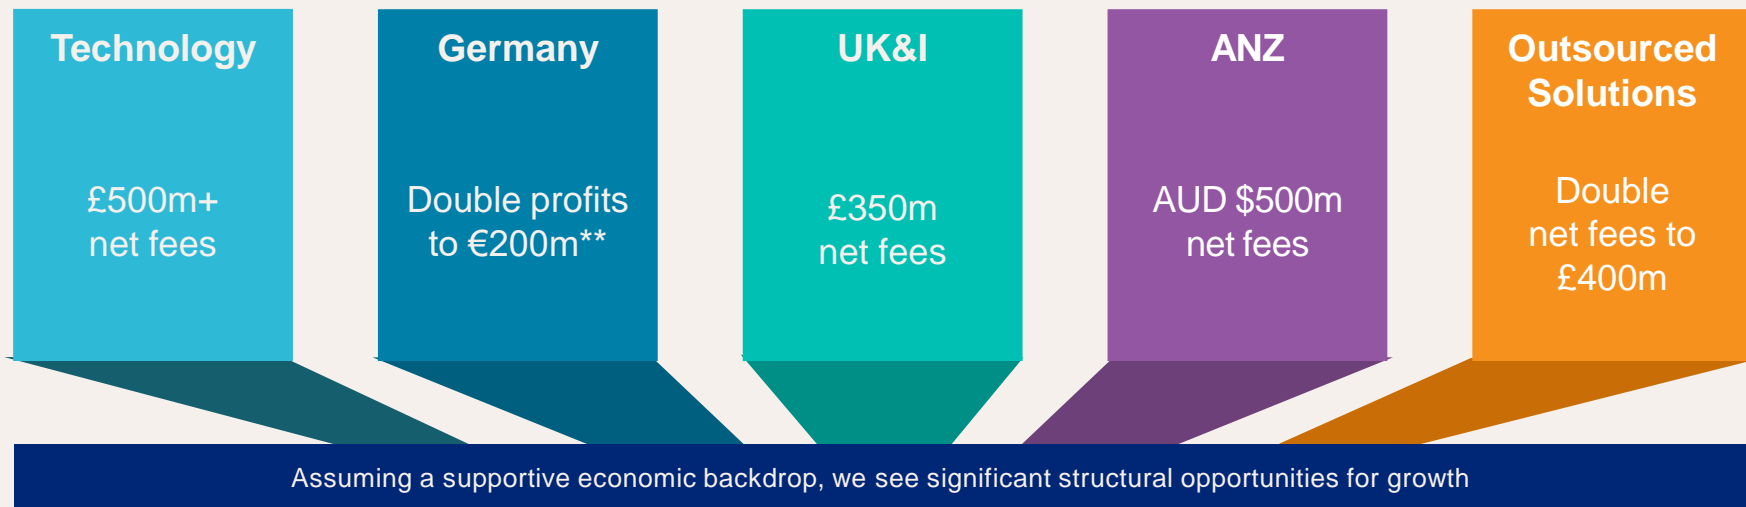 Technology
£500m+
net fees
Germany
Double profits
to €200m**
UK&I
£350m
net fees
ANZ
AUD $500m
net fees
Outsourced
Solutions
Double
net fees to
£400m
Assuming a supportive economic backdrop, we see significant structural opportunities for growth